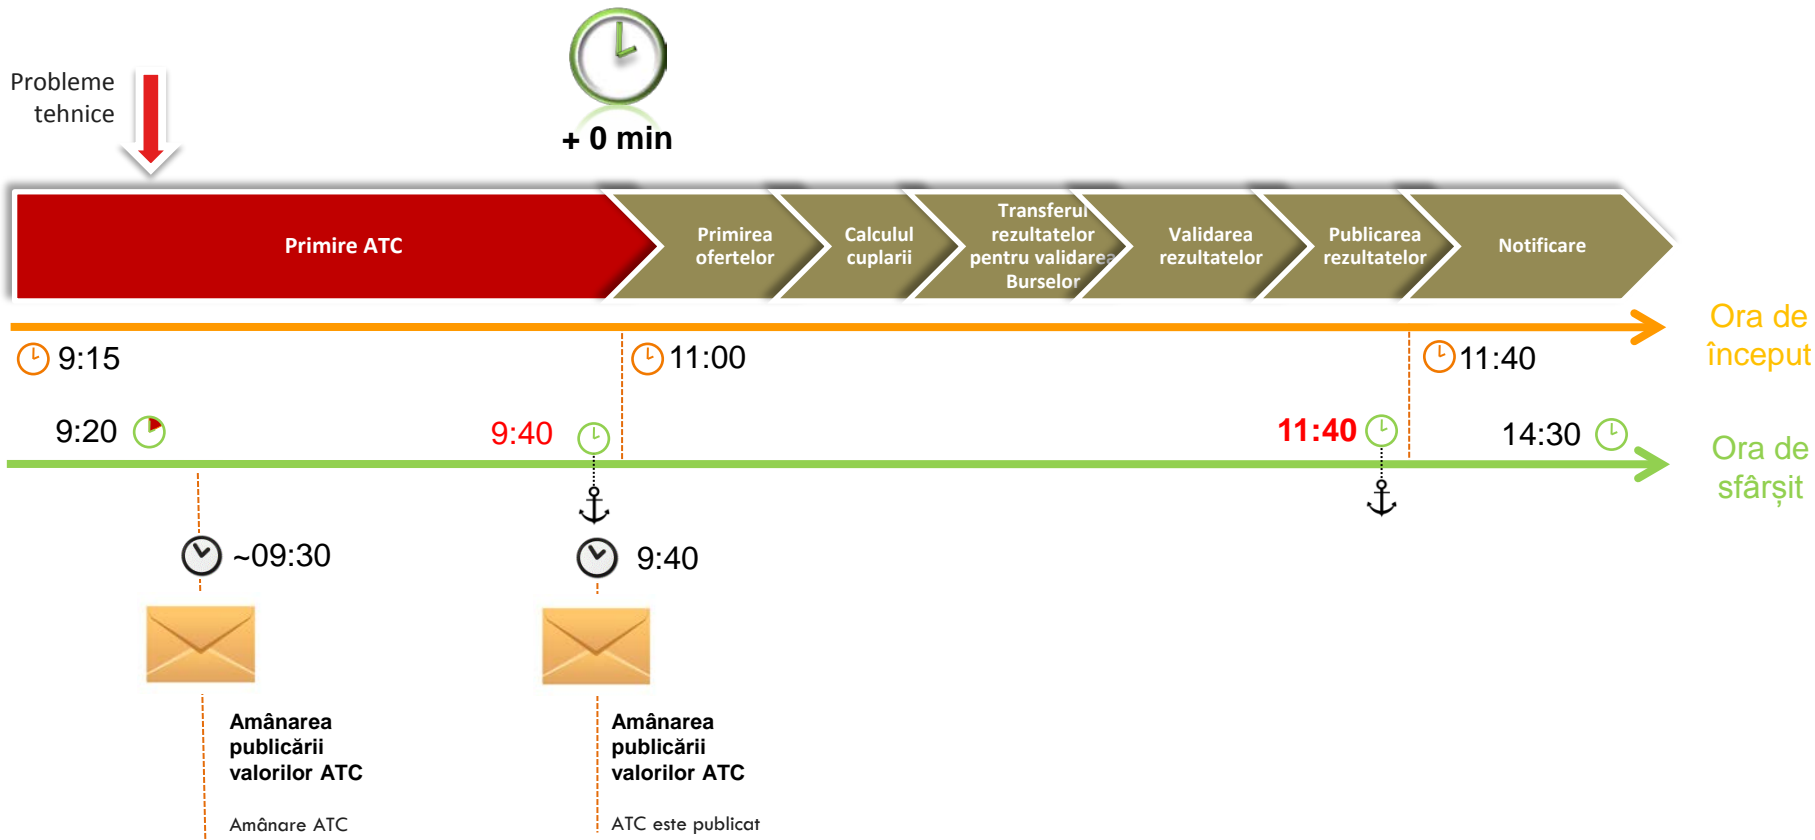 Probleme
tehnice
+ 0 min
Primire ATC
Primirea
ofertelor
Calculul
cuplarii
Transferul
rezultatelor
pentru validarea
Burselor
Validarea
rezultatelor
Publicarea
rezultatelor
Notificare
Ora de
început
9:15
11:00
11:40
9:20
9:40
11:40
14:30
Ora de
sfârșit
~09:30
9:40
Amânarea
publicării
valorilor ATC
Amânare ATC
Amânarea
publicării
valorilor ATC
ATC este publicat